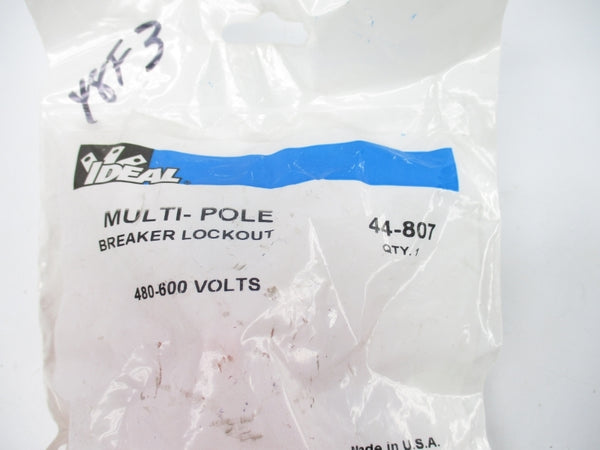 Y8F3
IDEAL
MULTI-POLE
BREAKER LOCKOUT
44-807
QTY. 1
480-600 VOLTS
Made in U.S.A.